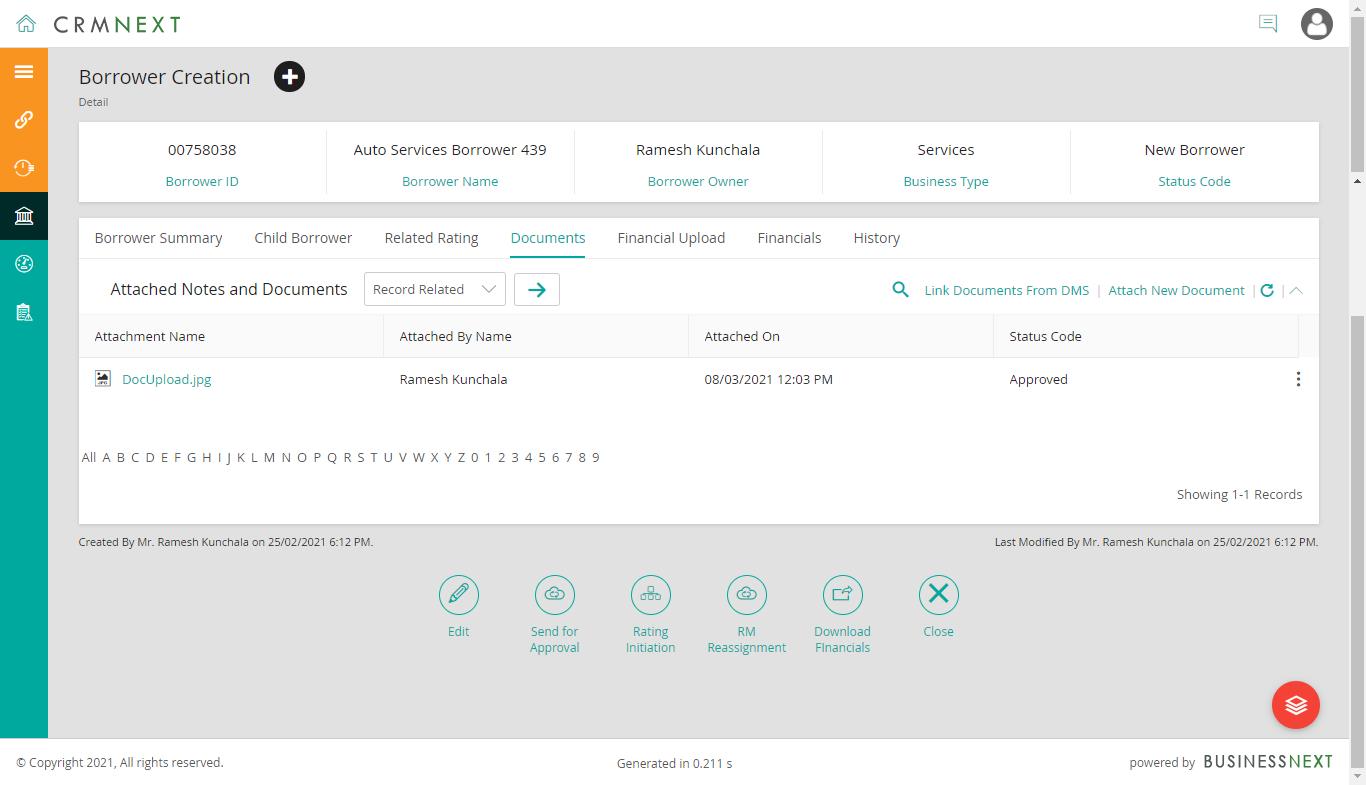 CRMNEXT
Borrower Creation
Detail
00758038 Auto Services Borrower 439 Ramesh Kunchala Services New Borrower
Borrower ID Borrower Name Borrower Owner Business Type Status Code
Borrower Summary Child Borrower Related Rating Documents Financial Upload Financials History
Attached Notes and Documents Record Related Link Documents From DMS | Attach New Document | |
Attachment Name Attached By Name Attached On Status Code
JPG DocUpload.jpg Ramesh Kunchala 08/03/2021 12:03 PM Approved
All A B C D E F G H I J K L M N O P Q R S T U V W X Y Z 0 1 2 3 4 5 6 7 8 9
Showing 1-1 Records
Created By Mr. Ramesh Kunchala on 25/02/2021 6:12 PM. Last Modified By Mr. Ramesh Kunchala on 25/02/2021 6:12 PM.
Edit Send for Rating RM Download Close
Approval Initiation Reassignment FInancials
© Copyright 2021, All rights reserved. Generated in 0.211 s powered by BUSINESSNEXT